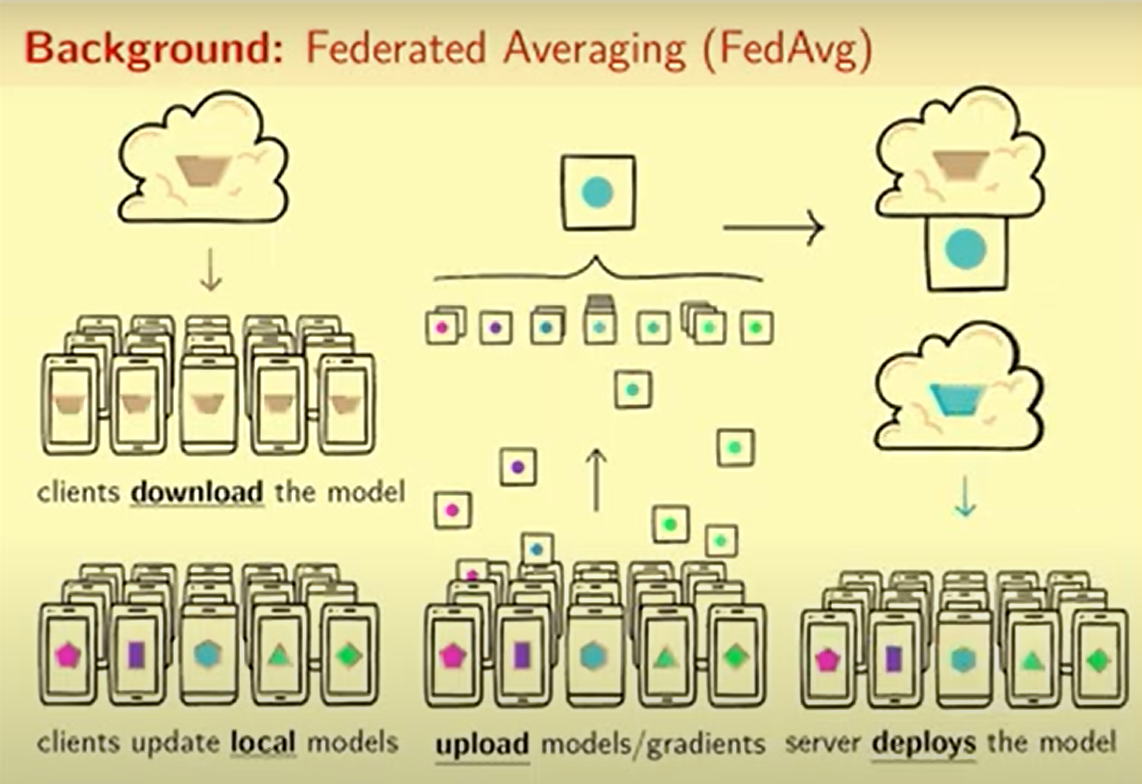 Background: Federated Averaging (FedAvg)
clients download the model
clients update local models
upload models/gradients
server deploys the model